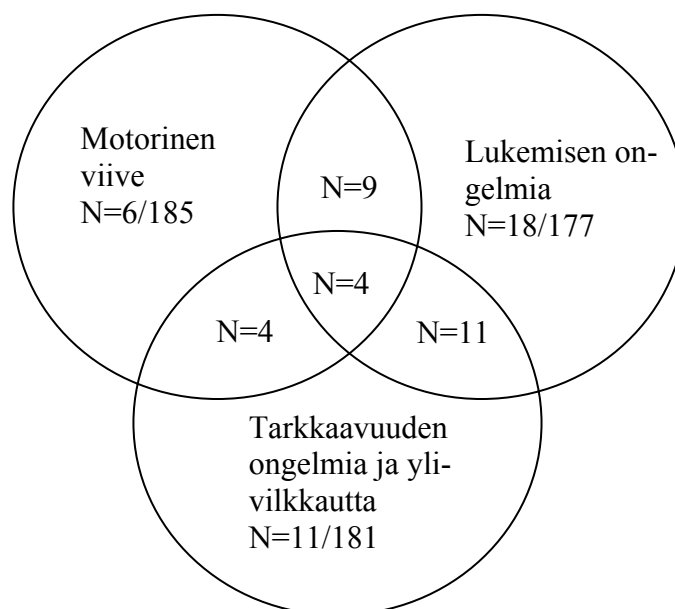 Motorinen
viive
N=6/185
Lukemisen on-
gelmia
N=18/177
N=9
N=4
N=4
N=11
Tarkkaavuuden
ongelmia ja yli-
vilkkautta
N=11/181